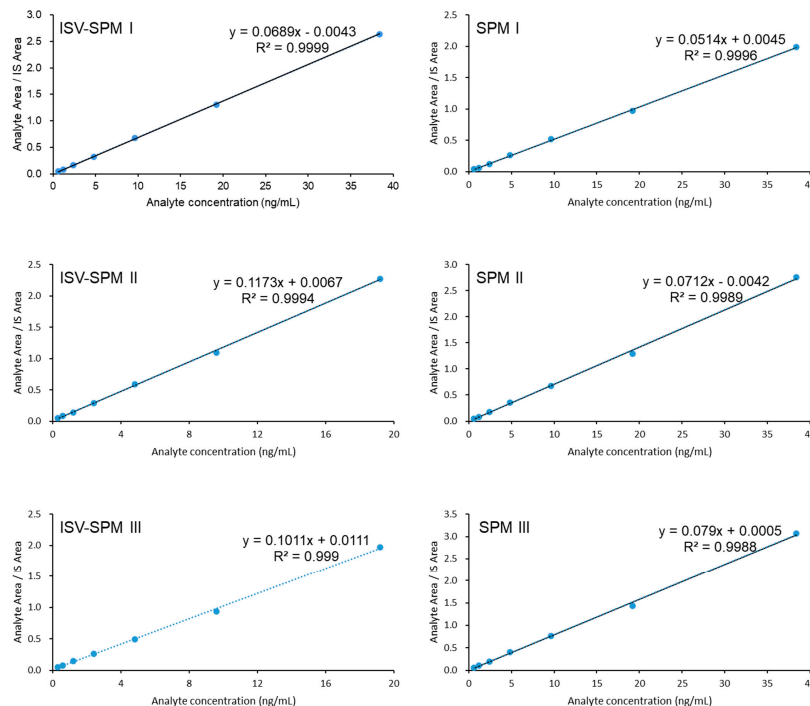 ISV-SPM I
y = 0.0689x - 0.0043
R² = 0.9999
Analyte Area / IS Area
3.0
2.5
2.0
1.5
1.0
0.5
0.0
0 5 10 15 20 25 30 35 40
Analyte concentration (ng/mL)
SPM I
y = 0.0514x + 0.0045
R² = 0.9996
Analyte Area / IS Area
2.5
2.0
1.5
1.0
0.5
0.0
0 5 10 15 20 25 30 35
Analyte concentration (ng/mL)
ISV-SPM II
y = 0.1173x + 0.0067
R² = 0.9994
Analyte Area / IS Area
2.5
2.0
1.5
1.0
0.5
0.0
0 4 8 12 16 20
Analyte concentration (ng/mL)
SPM II
y = 0.0712x - 0.0042
R² = 0.9989
Analyte Area / IS Area
3.0
2.5
2.0
1.5
1.0
0.5
0.0
0 5 10 15 20 25 30 35
Analyte concentration (ng/mL)
ISV-SPM III
y = 0.1011x + 0.0111
R² = 0.999
Analyte Area / IS Area
2.5
2.0
1.5
1.0
0.5
0.0
0 4 8 12 16 20
Analyte concentration (ng/mL)
SPM III
y = 0.079x + 0.0005
R² = 0.9988
Analyte Area / IS Area
3.5
3.0
2.5
2.0
1.5
1.0
0.5
0.0
0 5 10 15 20 25 30 35
Analyte concentration (ng/mL)